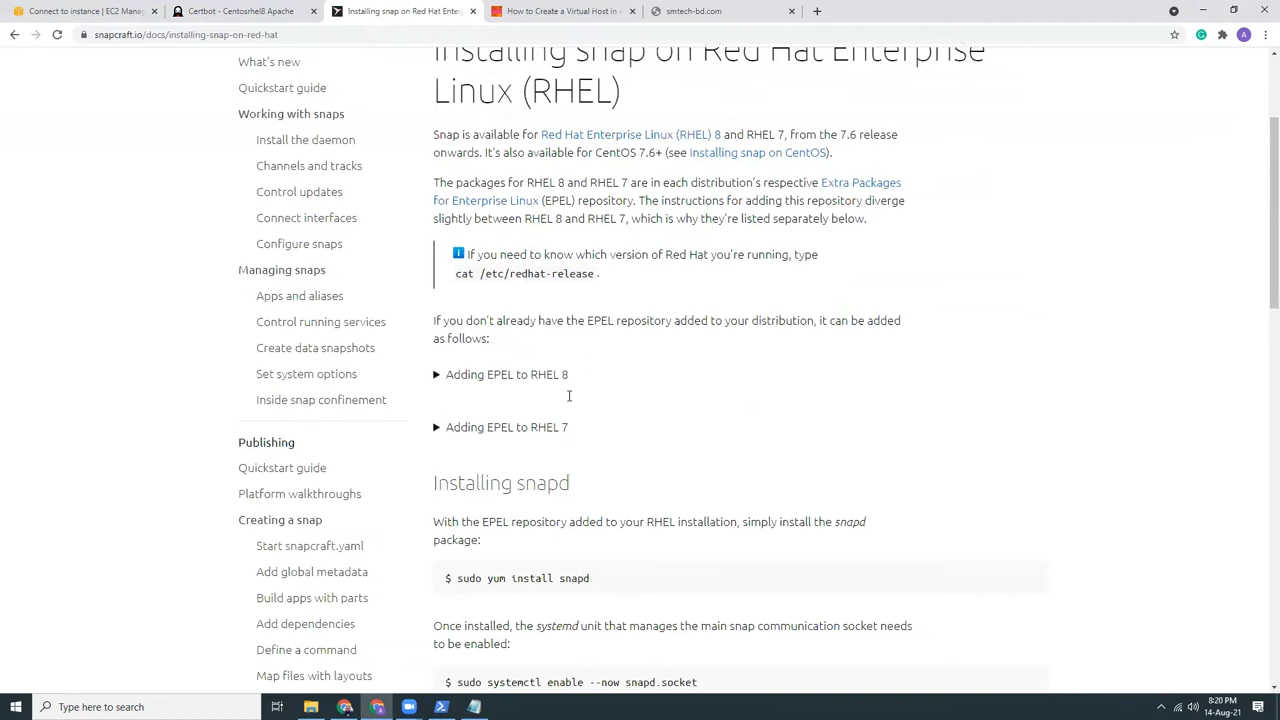 Connect to instance | EC2 Manag
Certbot - Centosrhel8 Apache
Installing snap on Red Hat Enter
How to Create a Virtual Host in
smtech-bd.com
snapcraft.io/docs/installing-snap-on-red-hat
A
What's new
Quickstart guide
Working with snaps
Install the daemon
Channels and tracks
Control updates
Connect interfaces
Configure snaps
Managing snaps
Apps and aliases
Control running services
Create data snapshots
Set system options
Inside snap confinement
Publishing
Quickstart guide
Platform walkthroughs
Creating a snap
Start snapcraft.yaml
Add global metadata
Build apps with parts
Add dependencies
Define a command
Map files with layouts
Installing snap on Red Hat Enterprise
Linux (RHEL)
Snap is available for Red Hat Enterprise Linux (RHEL) 8 and RHEL 7, from the 7.6 release
onwards. It's also available for CentOS 7.6+ (see Installing snap on CentOS).
The packages for RHEL 8 and RHEL 7 are in each distribution's respective Extra Packages
for Enterprise Linux (EPEL) repository. The instructions for adding this repository diverge
slightly between RHEL 8 and RHEL 7, which is why they're listed separately below.
If you need to know which version of Red Hat you're running, type
cat /etc/redhat-release.
If you don't already have the EPEL repository added to your distribution, it can be added
as follows:
Adding EPEL to RHEL 8
Adding EPEL to RHEL 7
Installing snapd
With the EPEL repository added to your RHEL installation, simply install the snapd
package:
$ sudo yum install snapd
Once installed, the systemd unit that manages the main snap communication socket needs
to be enabled:
$ sudo systemctl enable --now snapd.socket
Type here to search
8:20 PM
14-Aug-21